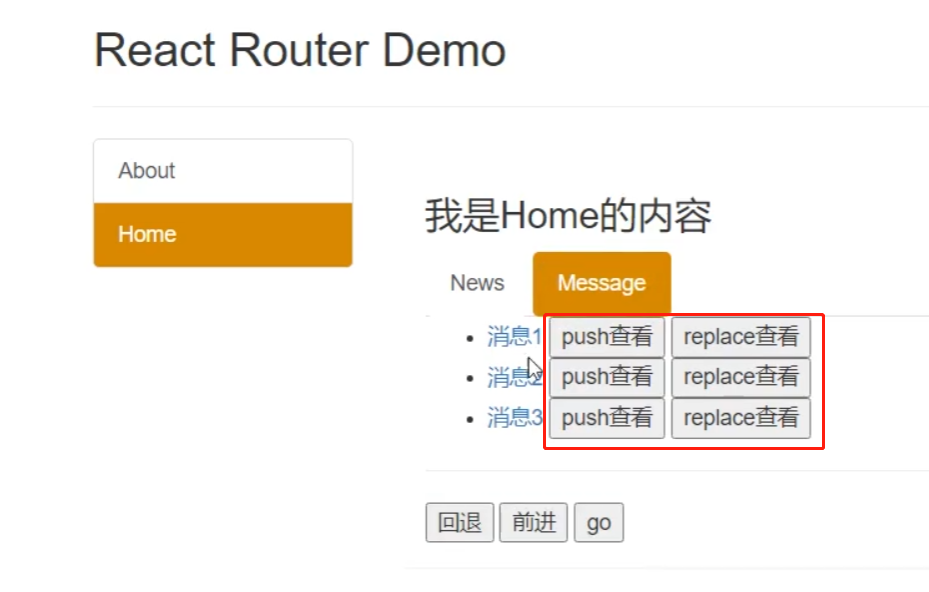 React Router Demo
About
Home
我是Home的内容
News Message
消息1 push查看 replace查看
消息2 push查看 replace查看
消息3 push查看 replace查看
回退 前进 go